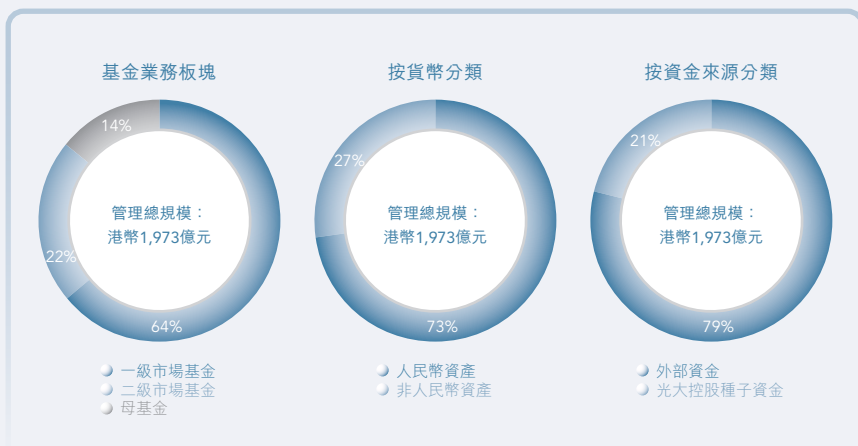 基金業務板塊
14%
管理總規模：
港幣1,973億元
22%
64%
一級市場基金
二級市場基金
母基金
按貨幣分類
27%
管理總規模：
港幣1,973億元
73%
人民幣資產
非人民幣資產
按資金來源分類
21%
管理總規模：
港幣1,973億元
79%
外部資金
光大控股種子資金